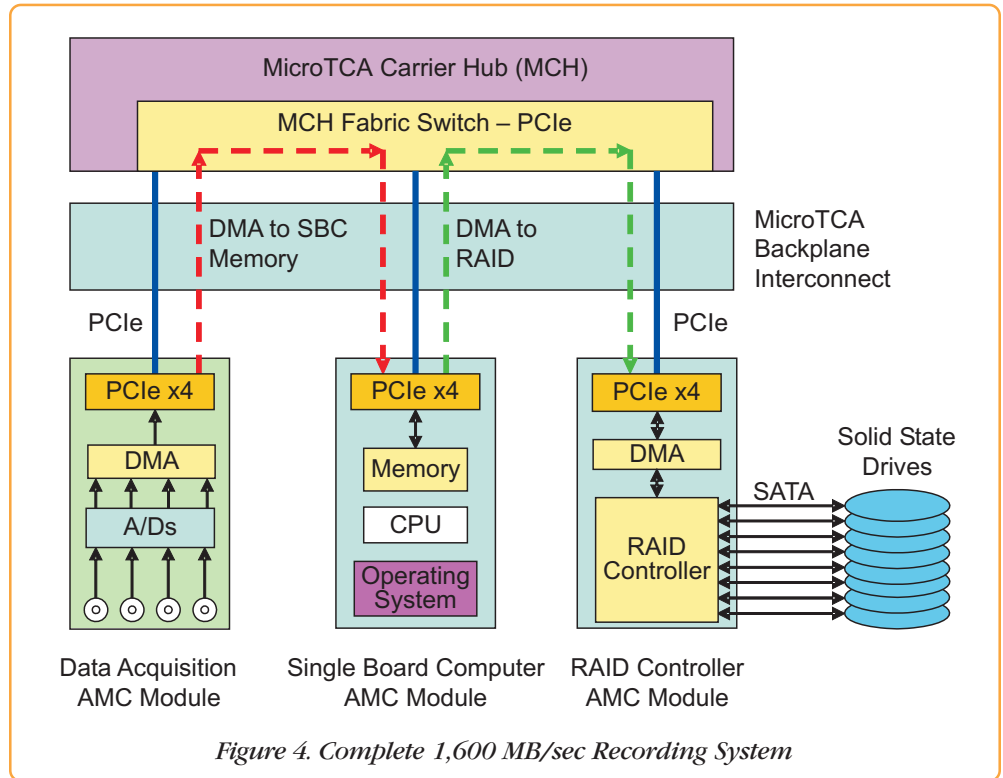 MicroTCA Carrier Hub (MCH)
MCH Fabric Switch – PCIe
DMA to SBC
Memory
DMA to
RAID
MicroTCA
Backplane
Interconnect
PCIe
PCIe
PCIe x4
DMA
A/Ds
Data Acquisition
AMC Module
PCIe x4
Memory
CPU
Operating
System
Single Board Computer
AMC Module
PCIe x4
DMA
RAID
Controller
RAID Controller
AMC Module
SATA
Solid State
Drives
Figure 4. Complete 1,600 MB/sec Recording System